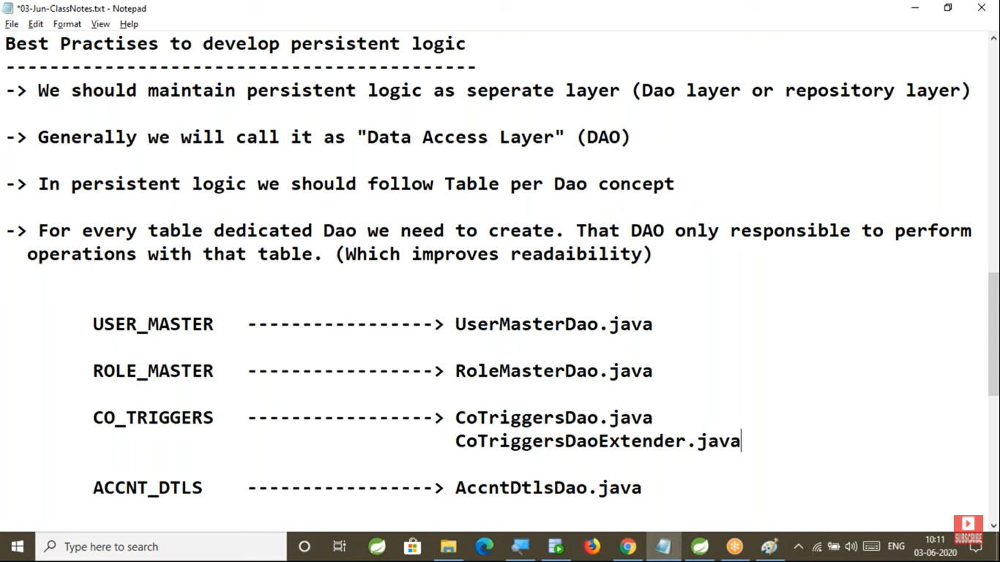 *03-Jun-ClassNotes.txt - Notepad
File Edit Format View Help
Best Practises to develop persistent logic
-------------------------------------------
-> We should maintain persistent logic as seperate layer (Dao layer or repository layer)
-> Generally we will call it as "Data Access Layer" (DAO)
-> In persistent logic we should follow Table per Dao concept
-> For every table dedicated Dao we need to create. That DAO only responsible to perform
operations with that table. (Which improves readaibility)
USER_MASTER -----------------> UserMasterDao.java
ROLE_MASTER -----------------> RoleMasterDao.java
CO_TRIGGERS -----------------> CoTriggersDao.java
CoTriggersDaoExtender.java
ACCNT_DTLS -----------------> AccntDtlsDao.java
SUBSCRIBE
Type here to search
ENG
10:11
03-06-2020